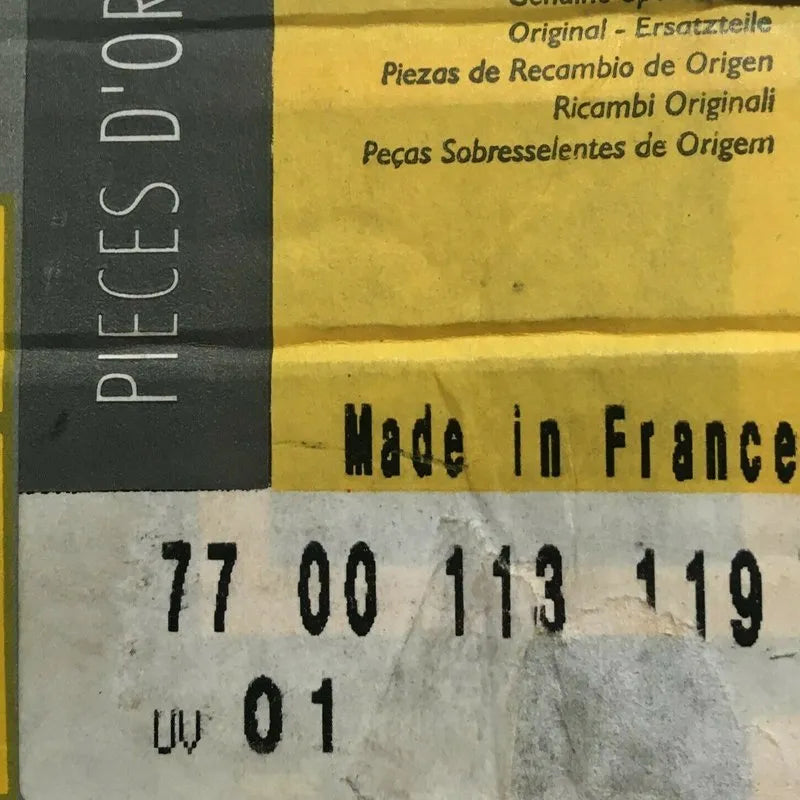 Original - Ersatzteile
Piezas de Recambio de Origen
Ricambi Originali
Peças Sobresselentes de Origem
PIECES D'OR
Made in France
77 00 113 119
UV 01